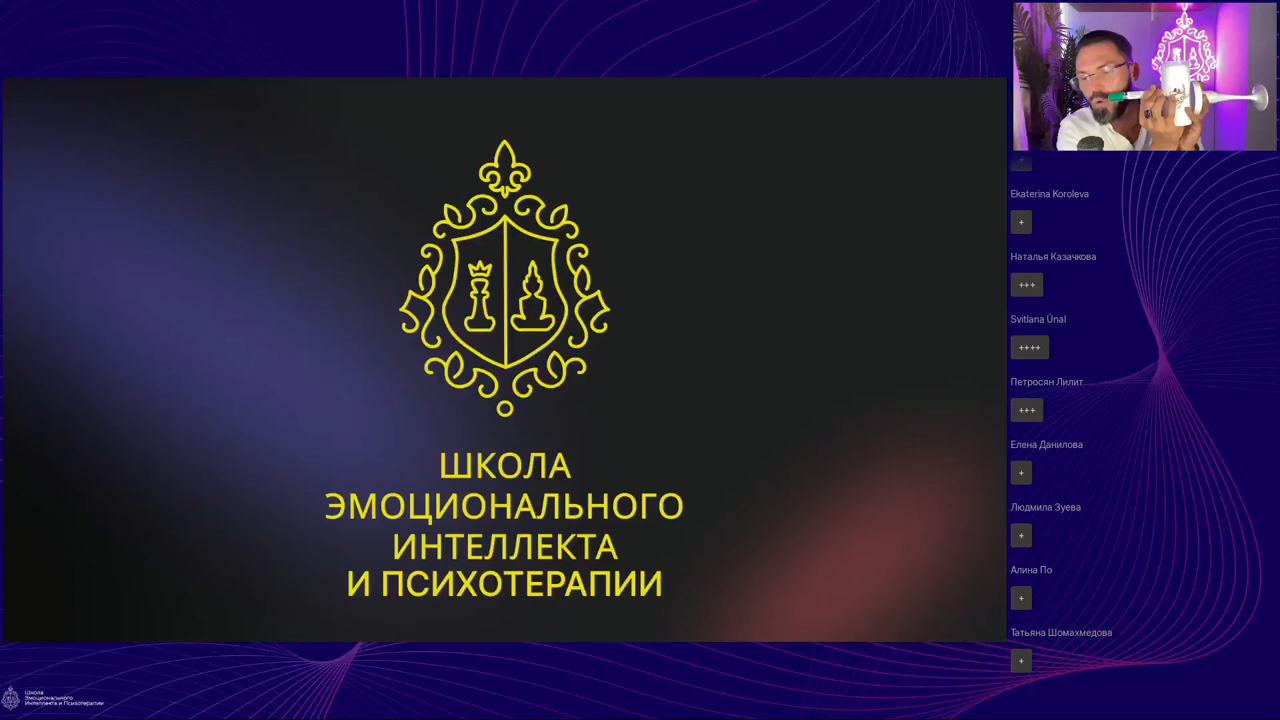 ШКОЛА
ЭМОЦИОНАЛЬНОГО
ИНТЕЛЛЕКТА
И ПСИХОТЕРАПИИ
+
Ekaterina Koroleva
+
Наталья Казачкова
+++
Svitlana Ünal
++++
Петросян Лилит
+++
Елена Данилова
+
Людмила Зуева
+
Алина По
+
Татьяна Шомахмедова
+
Школа
Эмоционального
Интеллекта и Психотерапии